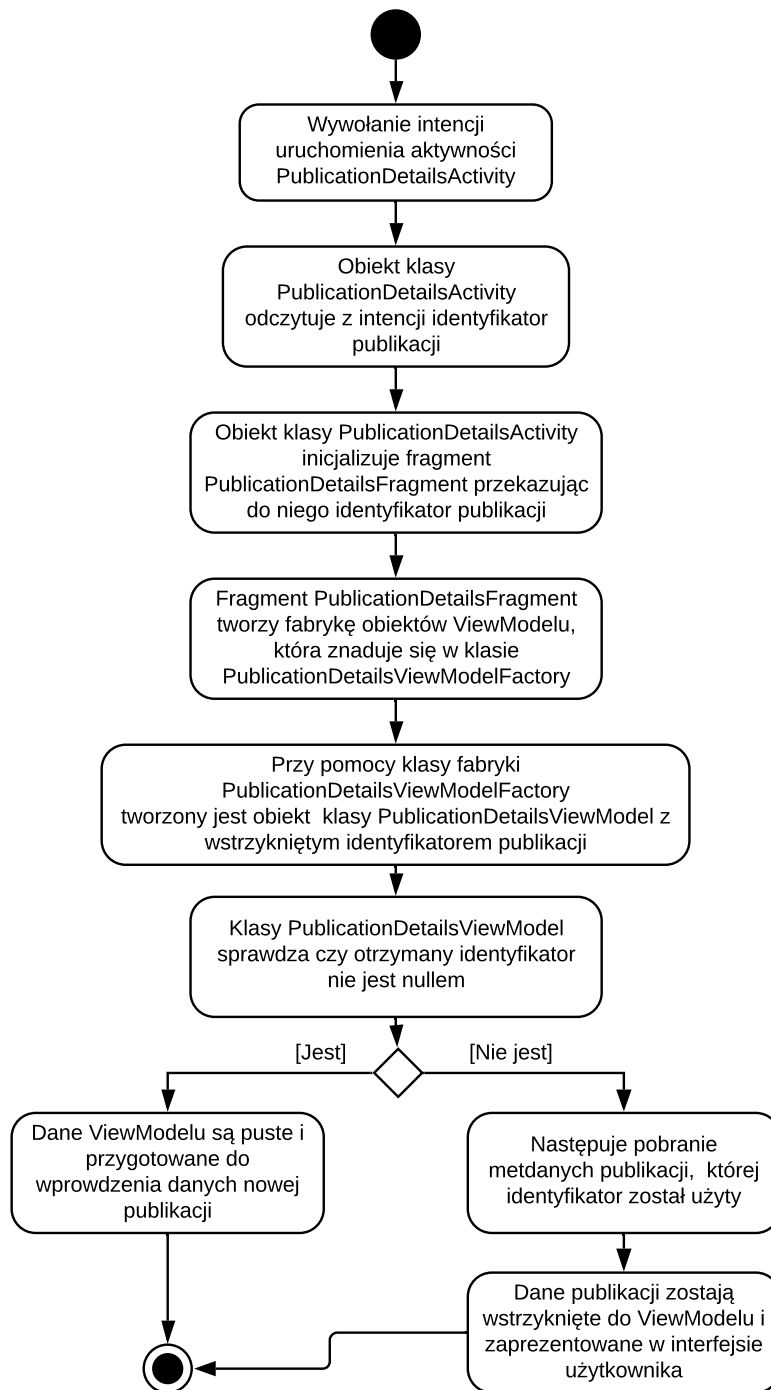 Wywołanie intencji
uruchomienia aktywności
PublicationDetailsActivity
Obiekt klasy
PublicationDetailsActivity
odczytuje z intencji identyfikator
publikacji
Obiekt klasy PublicationDetailsActivity
inicjalizuje fragment
PublicationDetailsFragment przekazując
do niego identyfikator publikacji
Fragment PublicationDetailsFragment
tworzy fabrykę obiektów ViewModelu,
która znaduje się w klasie
PublicationDetailsViewModelFactory
Przy pomocy klasy fabryki
PublicationDetailsViewModelFactory
tworzony jest obiekt  klasy PublicationDetailsViewModel z
wstrzykniętym identyfikatorem publikacji
Klasy PublicationDetailsViewModel
sprawdza czy otrzymany identyfikator
nie jest nullem
[Jest]
[Nie jest]
Dane ViewModelu są puste i
przygotowane do
wprowdzenia danych nowej
publikacji
Następuje pobranie
metdanych publikacji,  której
identyfikator został użyty
Dane publikacji zostają
wstrzyknięte do ViewModelu i
zaprezentowane w interfejsie
użytkownika